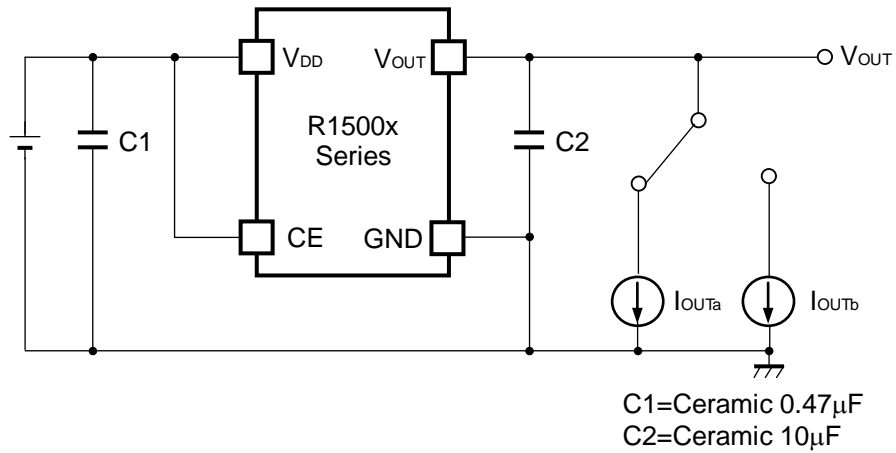 VDD
VOUT
VOUT
R1500x
Series
C1
C2
CE
GND
IOUTa
IOUTb
C1=Ceramic 0.47μF
C2=Ceramic 10μF